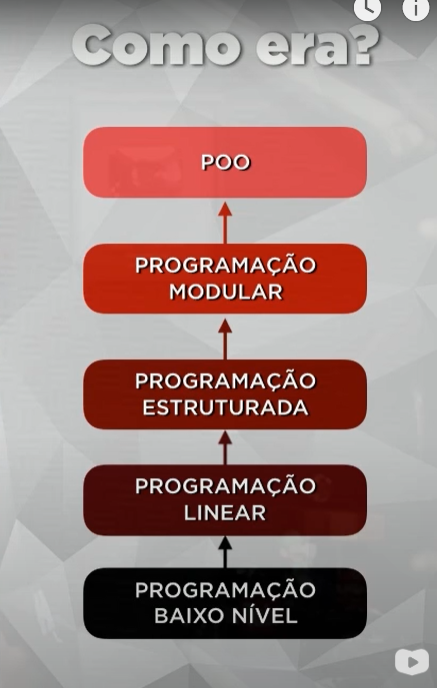 Como era?
POO
PROGRAMAÇÃO
MODULAR
PROGRAMAÇÃO
ESTRUTURADA
PROGRAMAÇÃO
LINEAR
PROGRAMAÇÃO
BAIXO NÍVEL